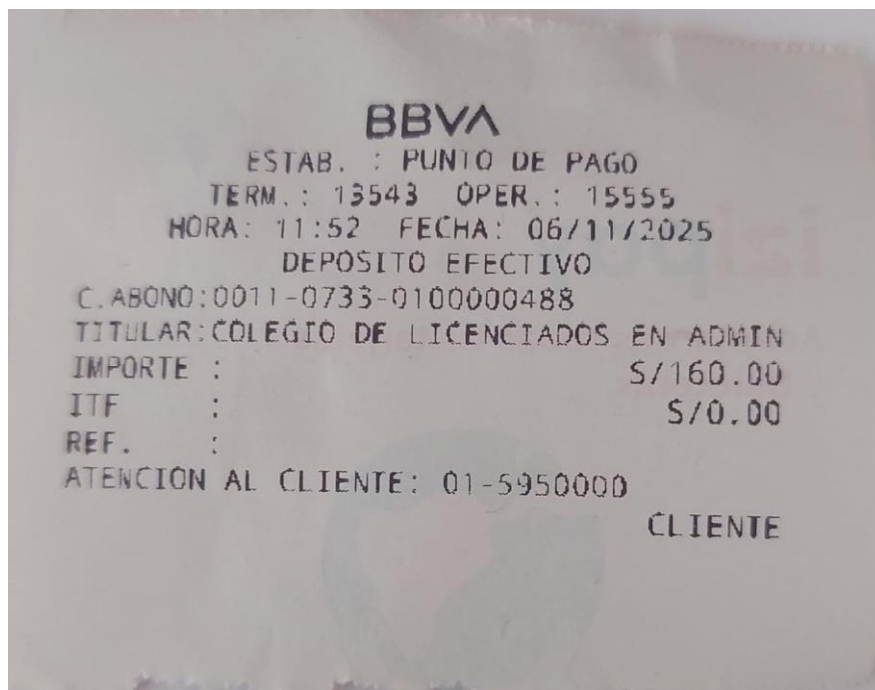 BBVA
ESTAB. : PUNTO DE PAGO
TERM.: 13543 OPER.: 15555
HORA: 11:52 FECHA: 06/11/2025
DEPOSITO EFECTIVO
C.ABONO:0011-0733-0100000488
TITULAR:COLEGIO DE LICENCIADOS EN ADMIN
IMPORTE : S/160.00
ITF : S/0.00
REF. :
ATENCION AL CLIENTE: 01-5950000
CLIENTE